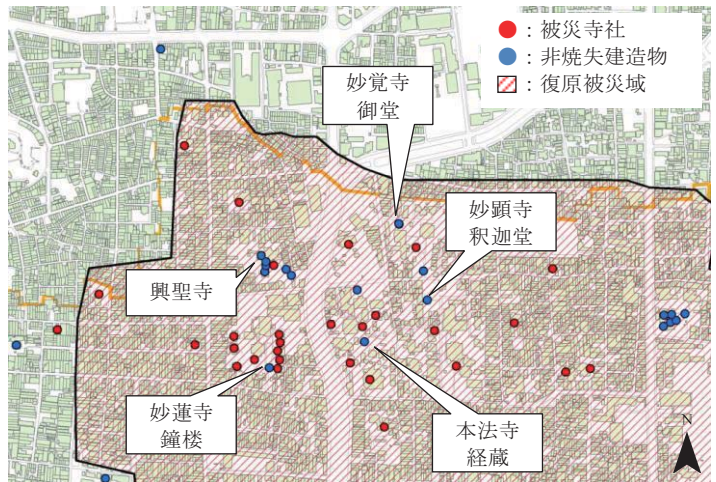 ：被災寺社
：非焼失建造物
：復原被災域
妙覚寺
御堂
妙顕寺
釈迦堂
興聖寺
妙蓮寺
鐘楼
本法寺
経蔵
N